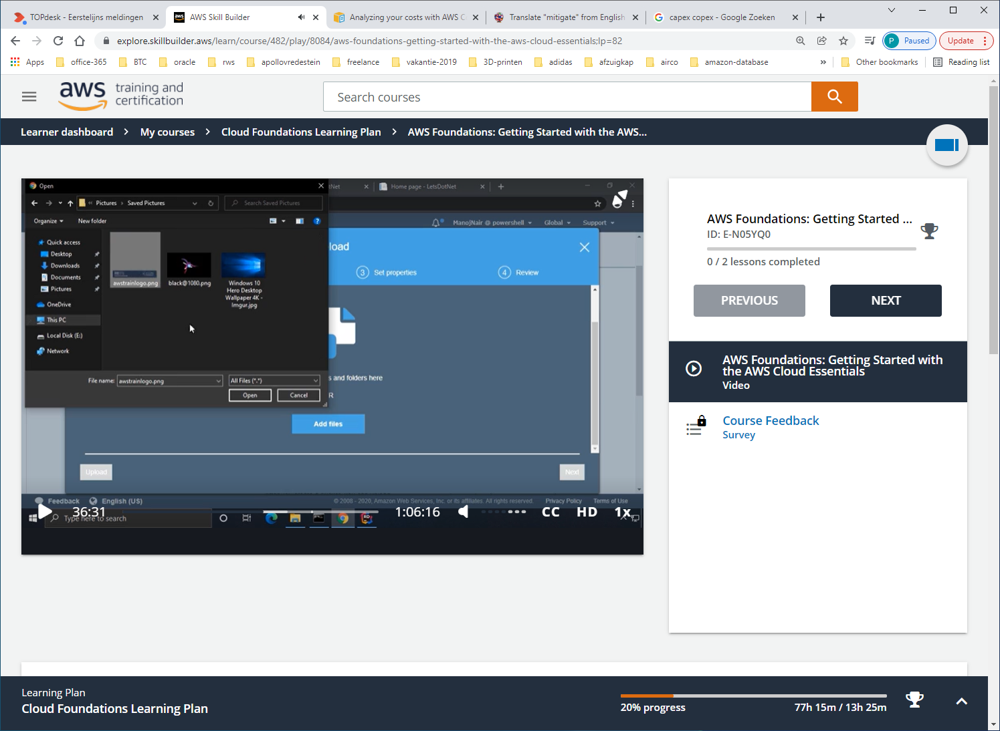 TOPdesk - Eerstelijns meldingen
AWS Skill Builder
Analyzing your costs with AWS C
Translate "mitigate" from English
capex copex - Google Zoeken
explore.skillbuilder.aws/learn/course/482/play/8084/aws-foundations-getting-started-with-the-aws-cloud-essentials;lp=82
P Paused
Update
Apps office-365 BTC oracle rws apollovredestein freelance vakantie-2019 3D-printen adidas afzuigkap airco amazon-database » Other bookmarks Reading list
aws training and certification
Search courses
Learner dashboard > My courses > Cloud Foundations Learning Plan > AWS Foundations: Getting Started with the AWS...
Open
tNet
Home page - LetsDotNet
« Pictures > Saved Pictures
Search Saved Pictures
Organize
New folder
ManojNair @ powershell
Global
Support
Quick access
Desktop
Downloads
Documents
Pictures
OneDrive
This PC
Local Disk (E:)
Network
awstrainlogo.png
black@1080.png
Windows 10
Hero Desktop
Wallpaper 4K -
Imgur.jpg
load
3 Set properties
4 Review
s and folders here
R
File name: awstrainlogo.png
All Files (*.*)
Open
Cancel
Add files
Upload
Next
Feedback
English (US)
© 2008 - 2020, Amazon Web Services, Inc. or its affiliates. All rights reserved.
Privacy Policy
Terms of Use
36:31
1:06:16
CC
HD
1x
Type here to search
AWS Foundations: Getting Started ...
ID: E-N05YQ0
0 / 2 lessons completed
PREVIOUS
NEXT
AWS Foundations: Getting Started with
the AWS Cloud Essentials
Video
Course Feedback
Survey
Learning Plan
Cloud Foundations Learning Plan
20% progress
77h 15m / 13h 25m